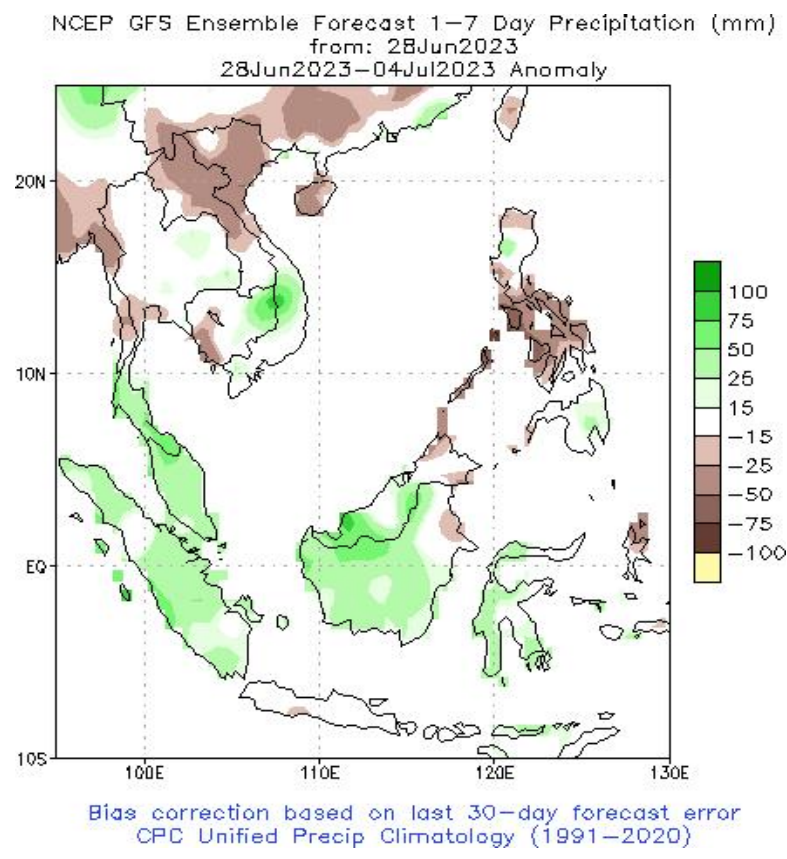 NCEP GFS Ensemble Forecast 1-7 Day Precipitation (mm)
from: 28Jun2023
28Jun2023-04Jul2023 Anomaly
20N
10N
EQ
10S
100E
110E
120E
130E
100
75
50
25
15
-15
-25
-50
-75
-100
Bias correction based on last 30-day forecast error
CPC Unified Precip Climatology (1991-2020)